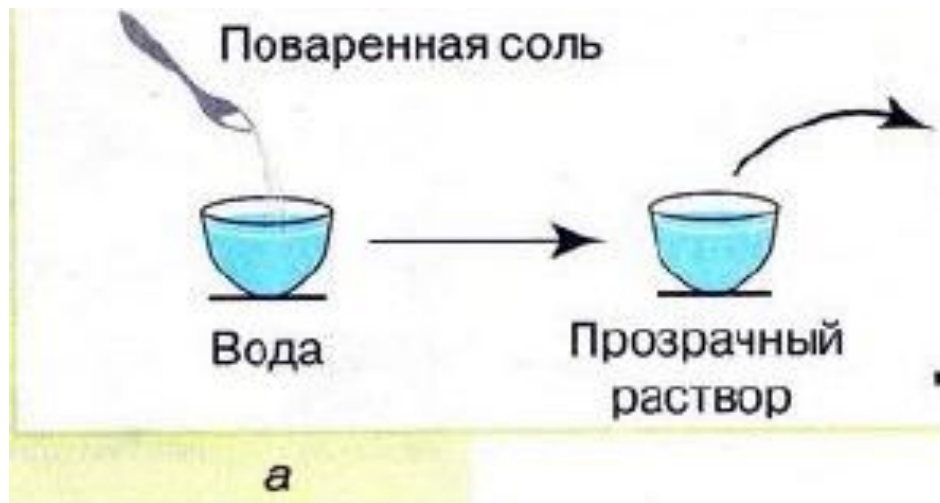 Поваренная соль
Вода
Прозрачный
раствор
а